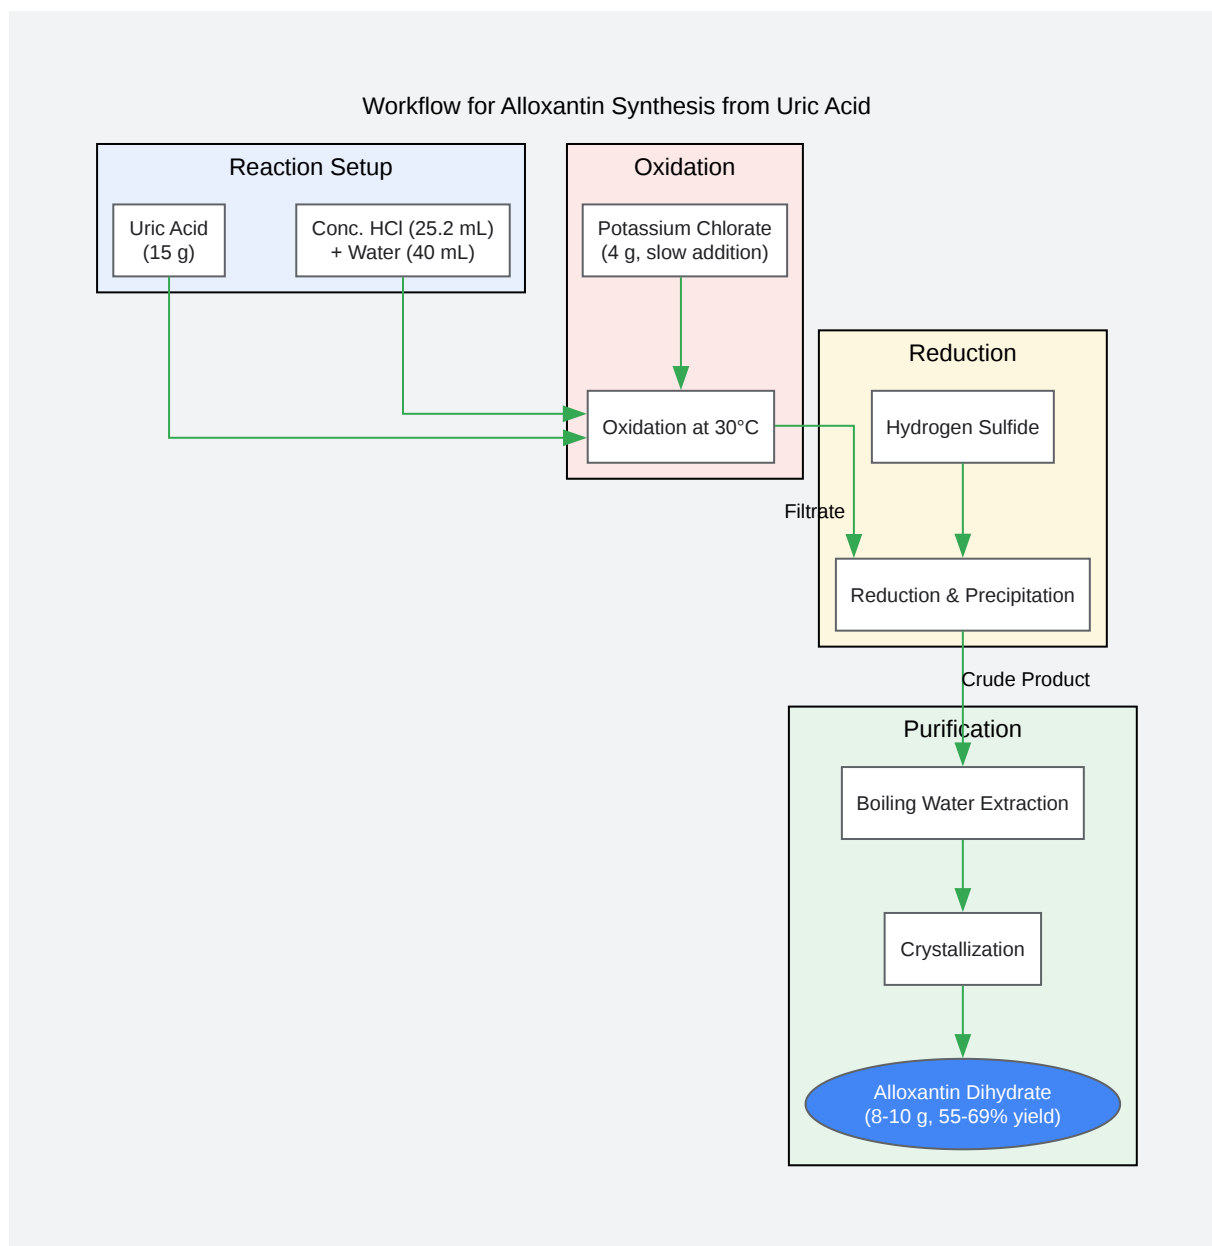 Workflow for Alloxantin Synthesis from Uric Acid
Reaction Setup
Uric Acid
(15 g)
Conc. HCl (25.2 mL)
+ Water (40 mL)
Oxidation
Potassium Chlorate
(4 g, slow addition)
Oxidation at 30°C
Reduction
Hydrogen Sulfide
Filtrate
Reduction & Precipitation
Crude Product
Purification
Boiling Water Extraction
Crystallization
Alloxantin Dihydrate
(8-10 g, 55-69% yield)